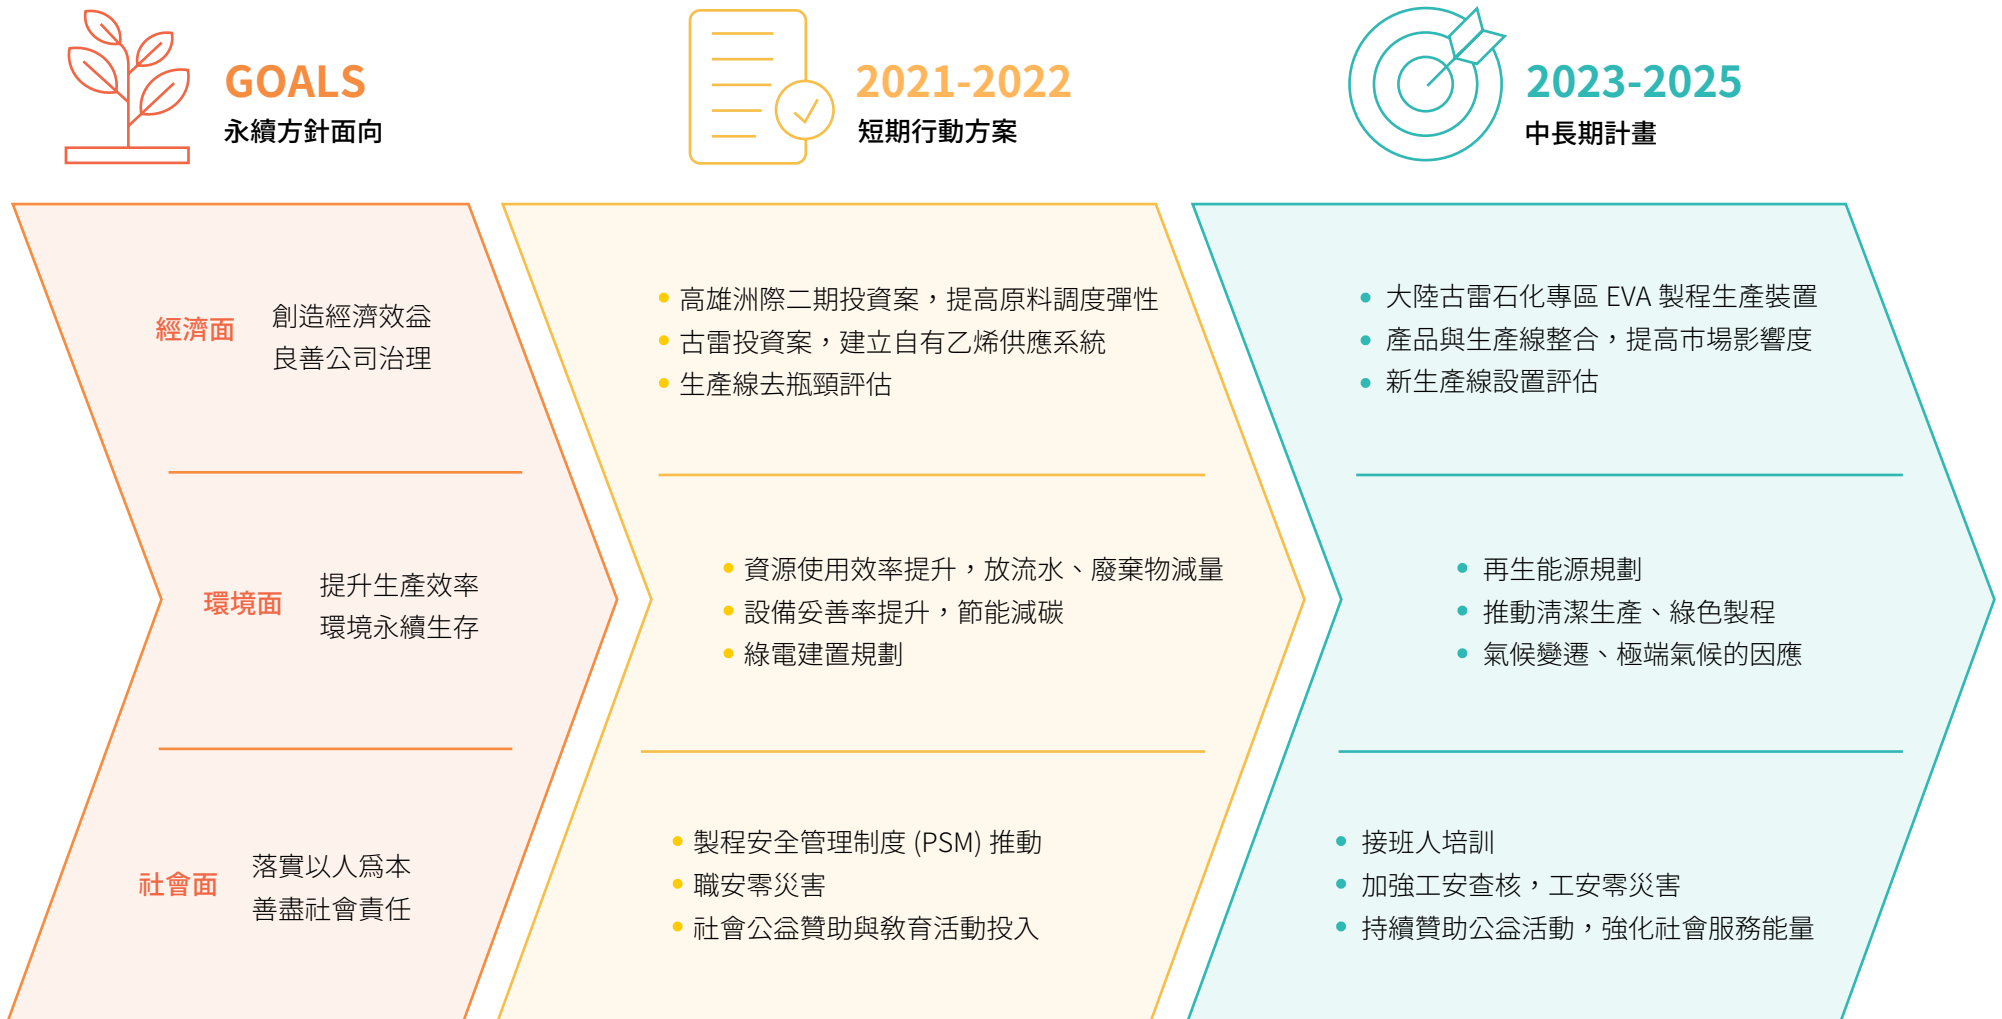 GOALS
永續方針面向
2021-2022
短期行動方案
2023-2025
中長期計畫
經濟面
創造經濟效益
良善公司治理
高雄洲際二期投資案，提高原料調度彈性
古雷投資案，建立自有乙烯供應系統
生產線去瓶頸評估
大陸古雷石化專區 EVA 製程生產裝置
產品與生產線整合，提高市場影響度
新生產線設置評估
環境面
提升生產效率
環境永續生存
資源使用效率提升，放流水、廢棄物減量
設備妥善率提升，節能減碳
綠電建置規劃
再生能源規劃
推動清潔生產、綠色製程
氣候變遷、極端氣候的因應
社會面
落實以人為本
善盡社會責任
製程安全管理制度 (PSM) 推動
職安零災害
社會公益贊助與教育活動投入
接班人培訓
加強工安查核，工安零災害
持續贊助公益活動，強化社會服務能量